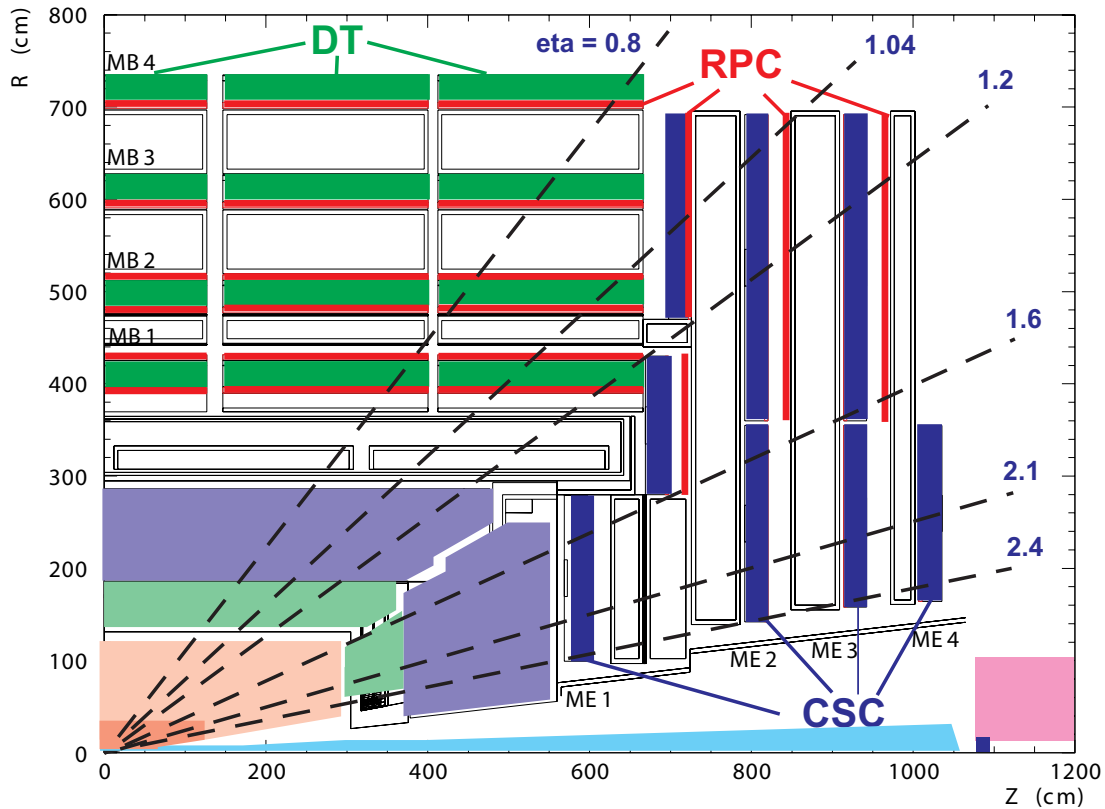 R (cm)
800
700
600
500
400
300
200
100
0
MB 4
MB 3
MB 2
MB 1
DT
eta = 0.8
1.04
RPC
1.2
1.6
2.1
2.4
ME 1
ME 2
ME 3
ME 4
CSC
0
200
400
600
800
1000
1200
Z (cm)